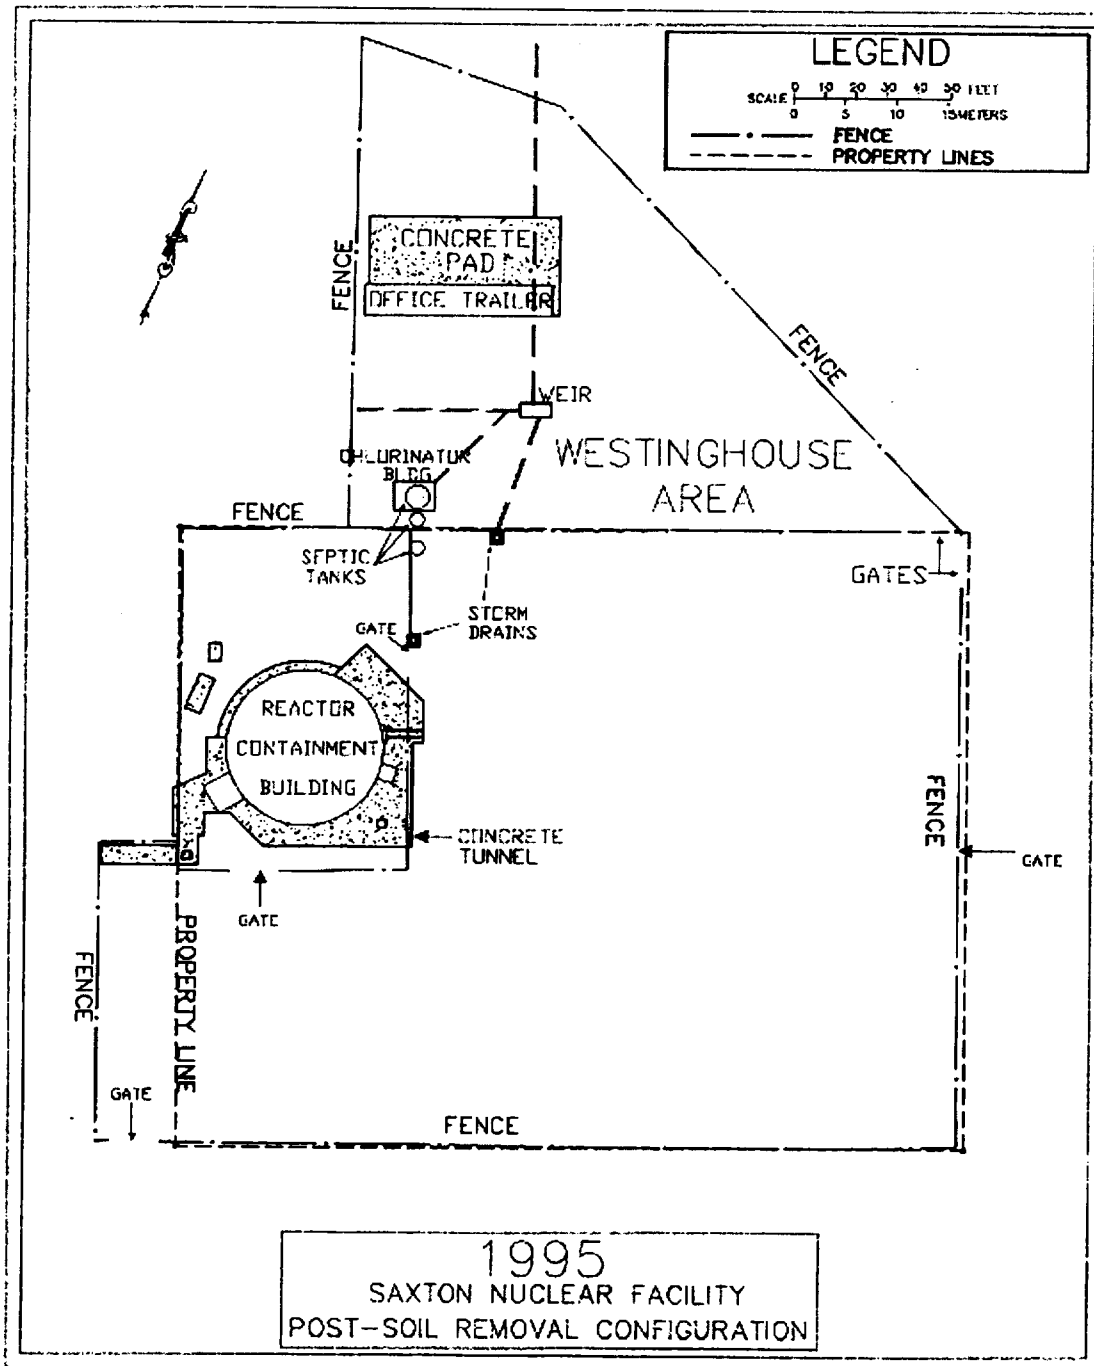 LEGEND
SCALE 0 10 20 30 40 50 FEET
0 5 10 15 METERS
FENCE
PROPERTY LINES
CONCRETE
PAD
OFFICE TRAILER
FENCE
FENCE
WEIR
WESTINGHOUSE
AREA
CHLORINATOR
BLDG
FENCE
SEPTIC
TANKS
GATES
STORM
DRAINS
GATE
REACTOR
CONTAINMENT
BUILDING
FENCE
CONCRETE
TUNNEL
GATE
GATE
PROPERTY LINE
FENCE
GATE
FENCE
1995
SAXTON NUCLEAR FACILITY
POST-SOIL REMOVAL CONFIGURATION